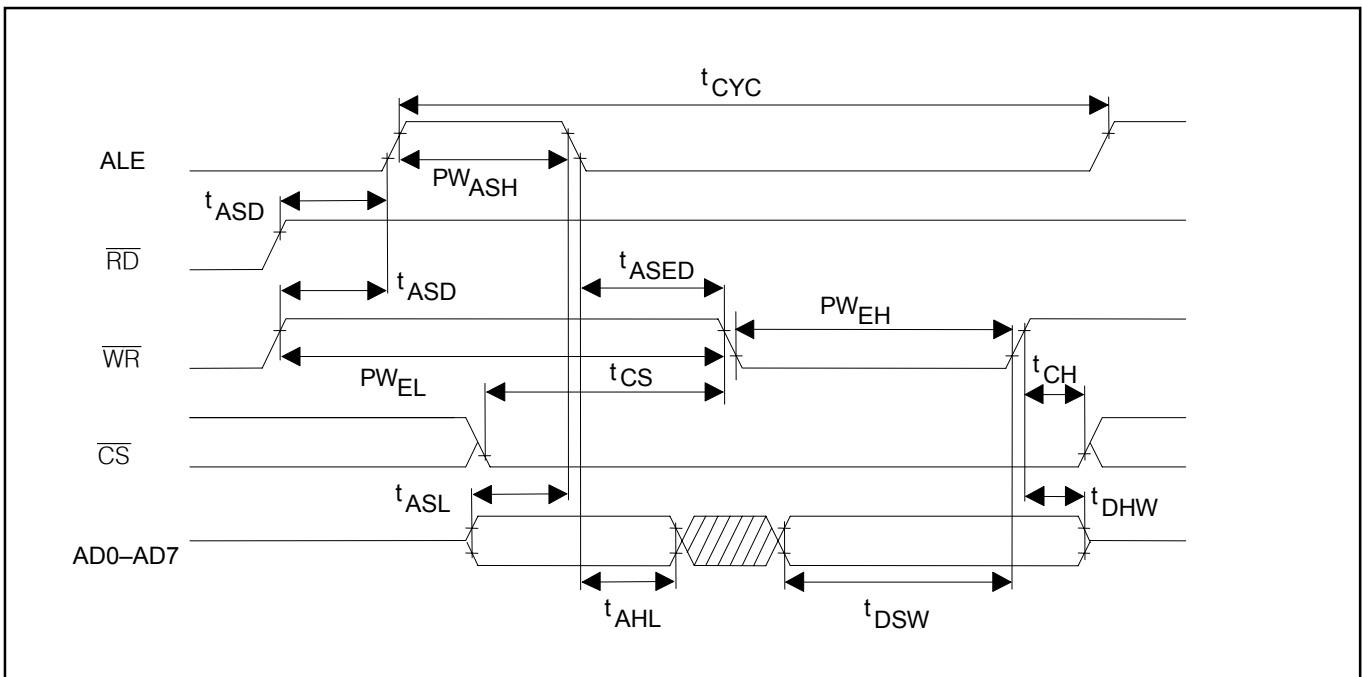 tCYC
ALE
PWASH
tASD
RD
tASED
tASD
PWEH
WR
tCS
PWEL
tCH
CS
tASL
tDHW
AD0–AD7
tAHL
tDSW